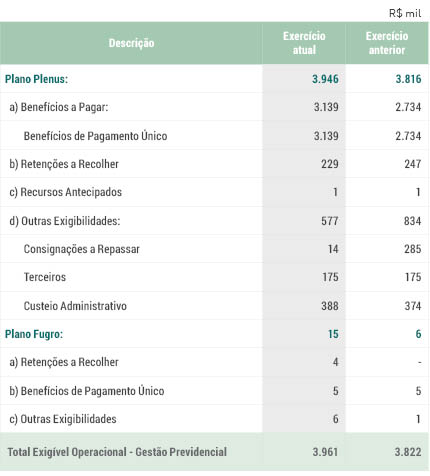 R$ mil
Descrição Exercício atual Exercício anterior
Plano Plenus: 3.946 3.816
a) Benefícios a Pagar: 3.139 2.734
Benefícios de Pagamento Único 3.139 2.734
b) Retenções a Recolher 229 247
c) Recursos Antecipados 1 1
d) Outras Exigibilidades: 577 834
Consignações a Repassar 14 285
Terceiros 175 175
Custeio Administrativo 388 374
Plano Fugro: 15 6
a) Retenções a Recolher 4 -
b) Benefícios de Pagamento Único 5 5
c) Outras Exigibilidades 6 1
Total Exigível Operacional - Gestão Previdencial 3.961 3.822